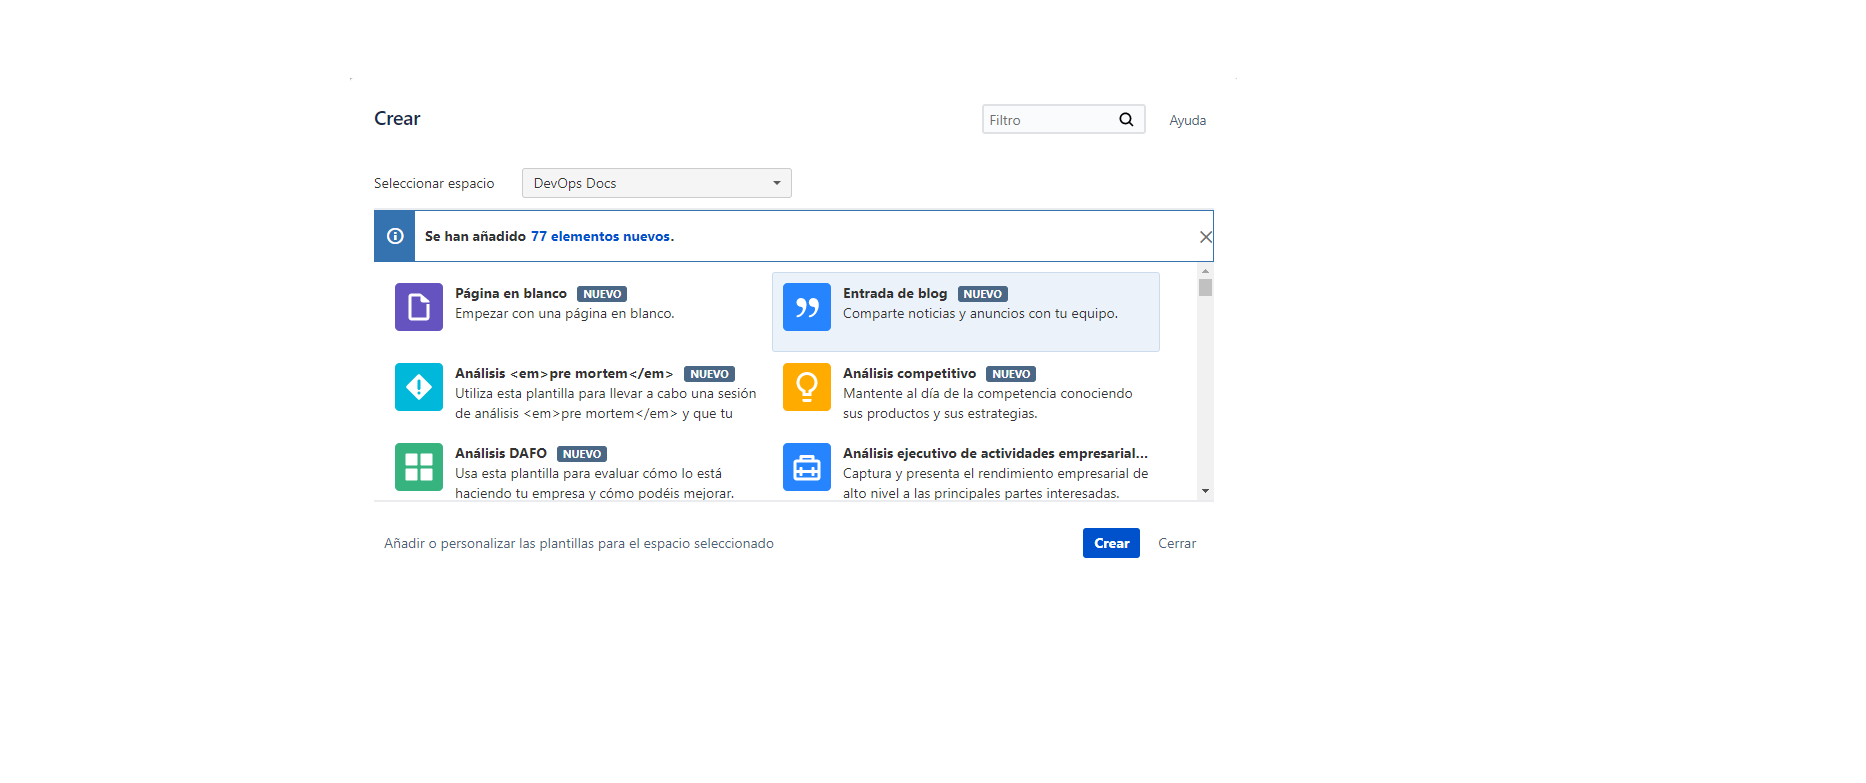 Crear
Filtro
Ayuda
Seleccionar espacio
DevOps Docs
Se han añadido 77 elementos nuevos.
Página en blanco NUEVO
Empezar con una página en blanco.
Entrada de blog NUEVO
Comparte noticias y anuncios con tu equipo.
Análisis <em>pre mortem</em> NUEVO
Utiliza esta plantilla para llevar a cabo una sesión
de análisis <em>pre mortem</em> y que tu
Análisis competitivo NUEVO
Mantente al día de la competencia conociendo
sus productos y sus estrategias.
Análisis DAFO NUEVO
Usa esta plantilla para evaluar cómo lo está
haciendo tu empresa y cómo podéis mejorar.
Análisis ejecutivo de actividades empresarial...
Captura y presenta el rendimiento empresarial de
alto nivel a las principales partes interesadas.
Añadir o personalizar las plantillas para el espacio seleccionado
Crear
Cerrar